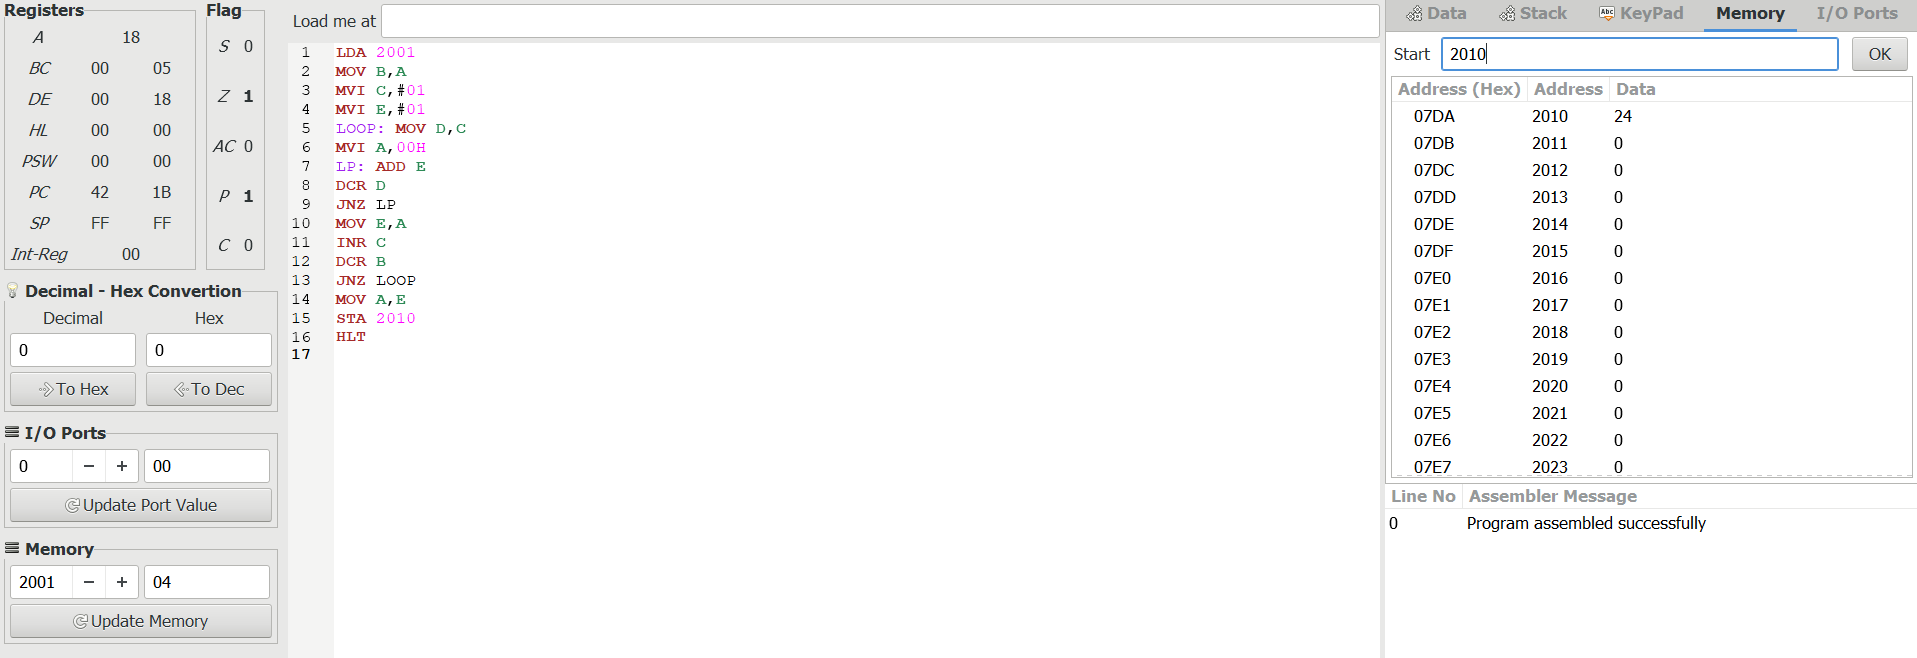 Registers
A 18
BC 00 05
DE 00 18
HL 00 00
PSW 00 00
PC 42 1B
SP FF FF
Int-Reg 00
Flag
S 0
Z 1
AC 0
P 1
C 0
Decimal - Hex Convertion
Decimal Hex
0 0
To Hex To Dec
I/O Ports
0 − + 00
Update Port Value
Memory
2001 − + 04
Update Memory
Load me at
1 LDA 2001
2 MOV B,A
3 MVI C,#01
4 MVI E,#01
5 LOOP: MOV D,C
6 MVI A,00H
7 LP: ADD E
8 DCR D
9 JNZ LP
10 MOV E,A
11 INR C
12 DCR B
13 JNZ LOOP
14 MOV A,E
15 STA 2010
16 HLT
17
Data Stack Abc KeyPad Memory I/O Ports
Start 2010 OK
Address (Hex) Address Data
07DA 2010 24
07DB 2011 0
07DC 2012 0
07DD 2013 0
07DE 2014 0
07DF 2015 0
07E0 2016 0
07E1 2017 0
07E2 2018 0
07E3 2019 0
07E4 2020 0
07E5 2021 0
07E6 2022 0
07E7 2023 0
Line No Assembler Message
0 Program assembled successfully